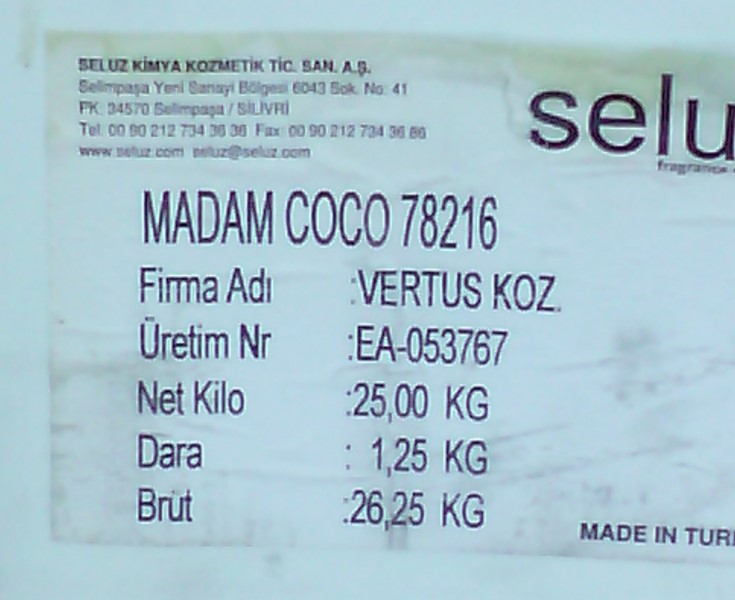 SELUZ KİMYA KOZMETİK TİC. SAN. A.Ş.
Selimpaşa Yeni Sanayi Bölgesi 6043 Sok. No: 41
PK. 34570 Selimpaşa / SİLİVRİ
Tel: 00 90 212 734 36 36 Fax: 00 90 212 734 36 86
www.seluz.com seluz@seluz.com
selu
fragrance
MADAM COCO 78216
Firma Adı :VERTUS KOZ.
Üretim Nr :EA-053767
Net Kilo :25,00 KG
Dara : 1,25 KG
Brüt :26,25 KG
MADE IN TUR